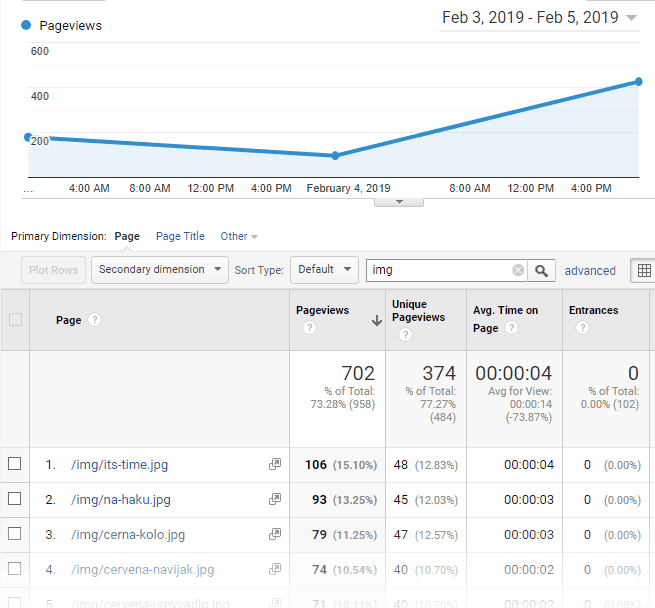 Pageviews
Feb 3, 2019 - Feb 5, 2019
600
400
200
... 4:00 AM 8:00 AM 12:00 PM 4:00 PM February 4, 2019 8:00 AM 12:00 PM 4:00 PM
Primary Dimension: Page Page Title Other
Plot Rows Secondary dimension Sort Type: Default img advanced
Page ? Pageviews ? Unique Pageviews ? Avg. Time on Page ? Entrances ?
702 374 00:00:04 0
% of Total: % of Total: Avg for View: % of Total:
73.28% (958) 77.27% (484) 00:00:14 (-73.87%) 0.00% (102)
1. /img/its-time.jpg 106 (15.10%) 48 (12.83%) 00:00:04 0 (0.00%)
2. /img/na-haku.jpg 93 (13.25%) 45 (12.03%) 00:00:03 0 (0.00%)
3. /img/cerna-kolo.jpg 79 (11.25%) 47 (12.57%) 00:00:03 0 (0.00%)
4. /img/cervena-navijak.jpg 74 (10.54%) 40 (10.70%) 00:00:02 0 (0.00%)
5. /img/cervena-umyvadlo.jpg 71 (10.11%) 40 (10.70%) 00:00:02 0 (0.00%)